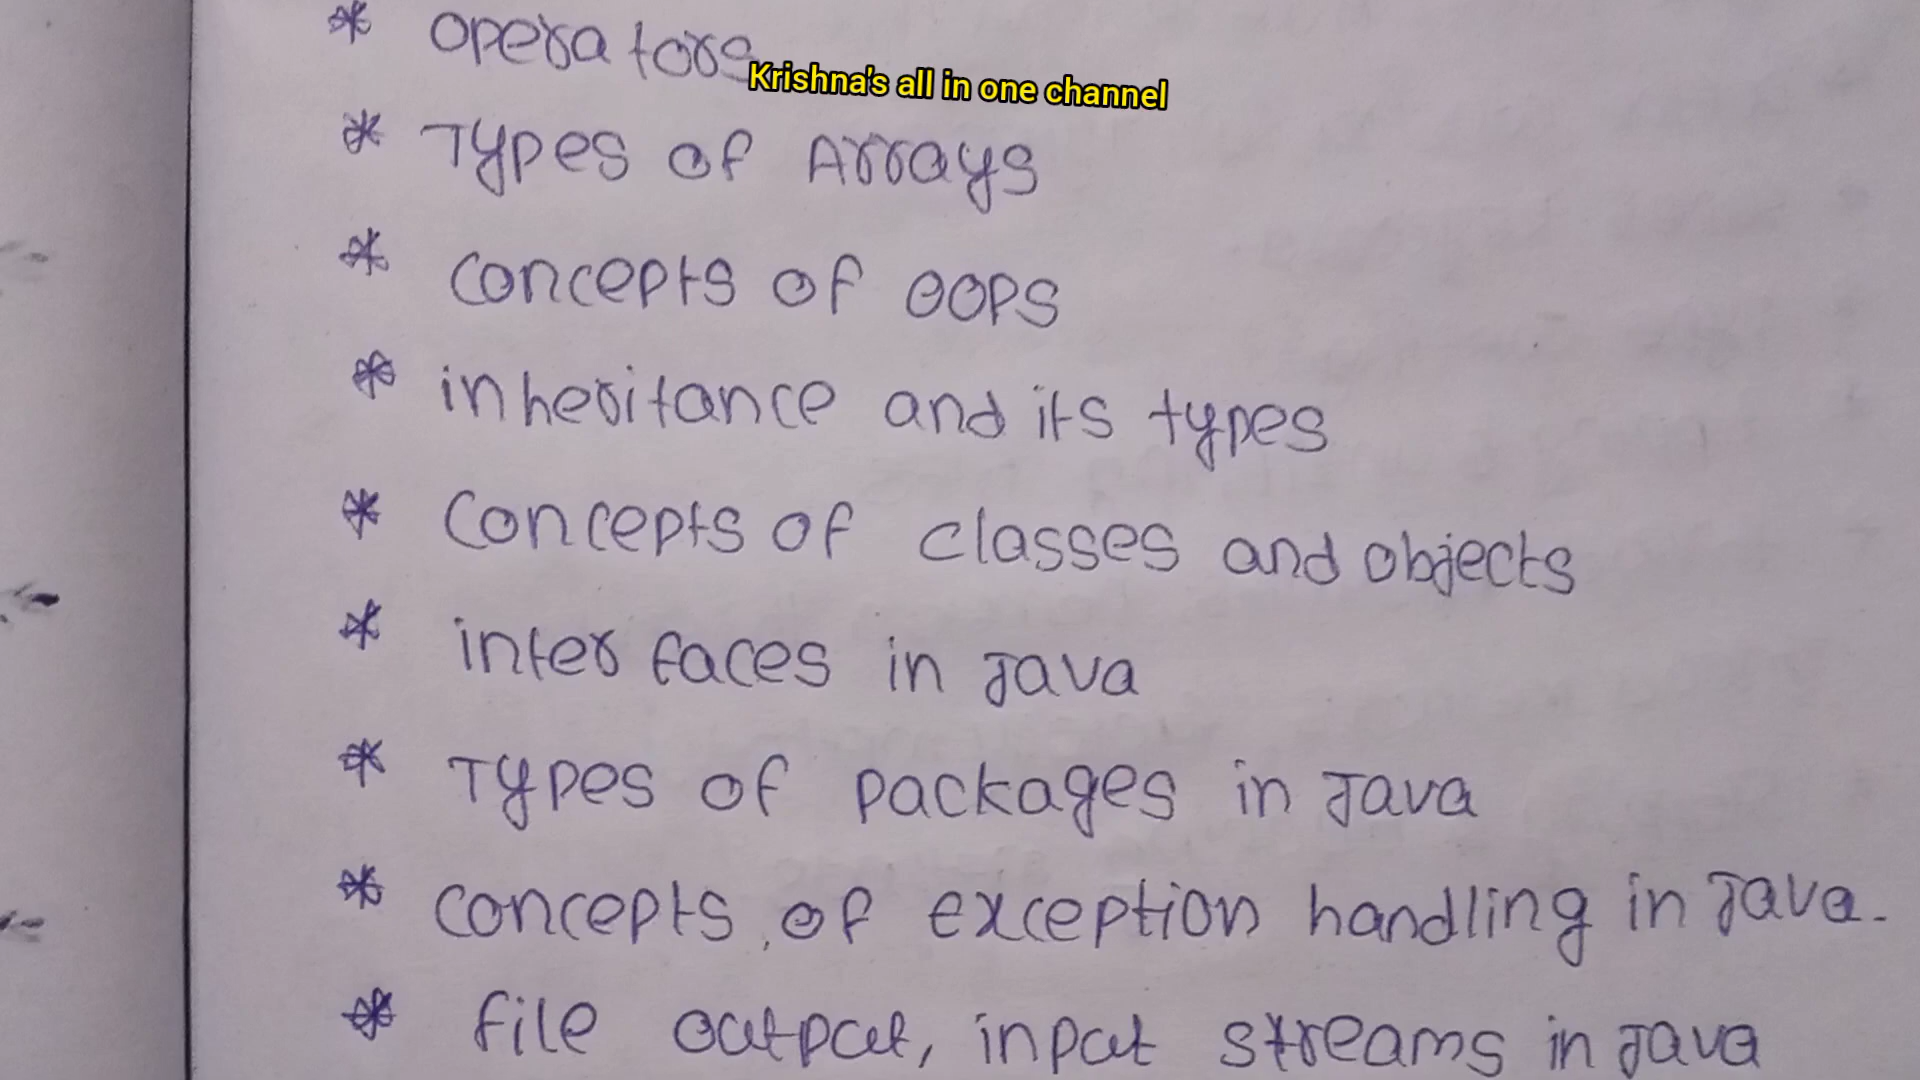 * operators
Krishna's all in one channel
* Types of Arrays
* concepts of OOPS
* inheritance and its types
* Concepts of classes and objects
* inter faces in Java
* Types of packages in Java
* concepts of exception handling in Java.
* file output, input streams in Java